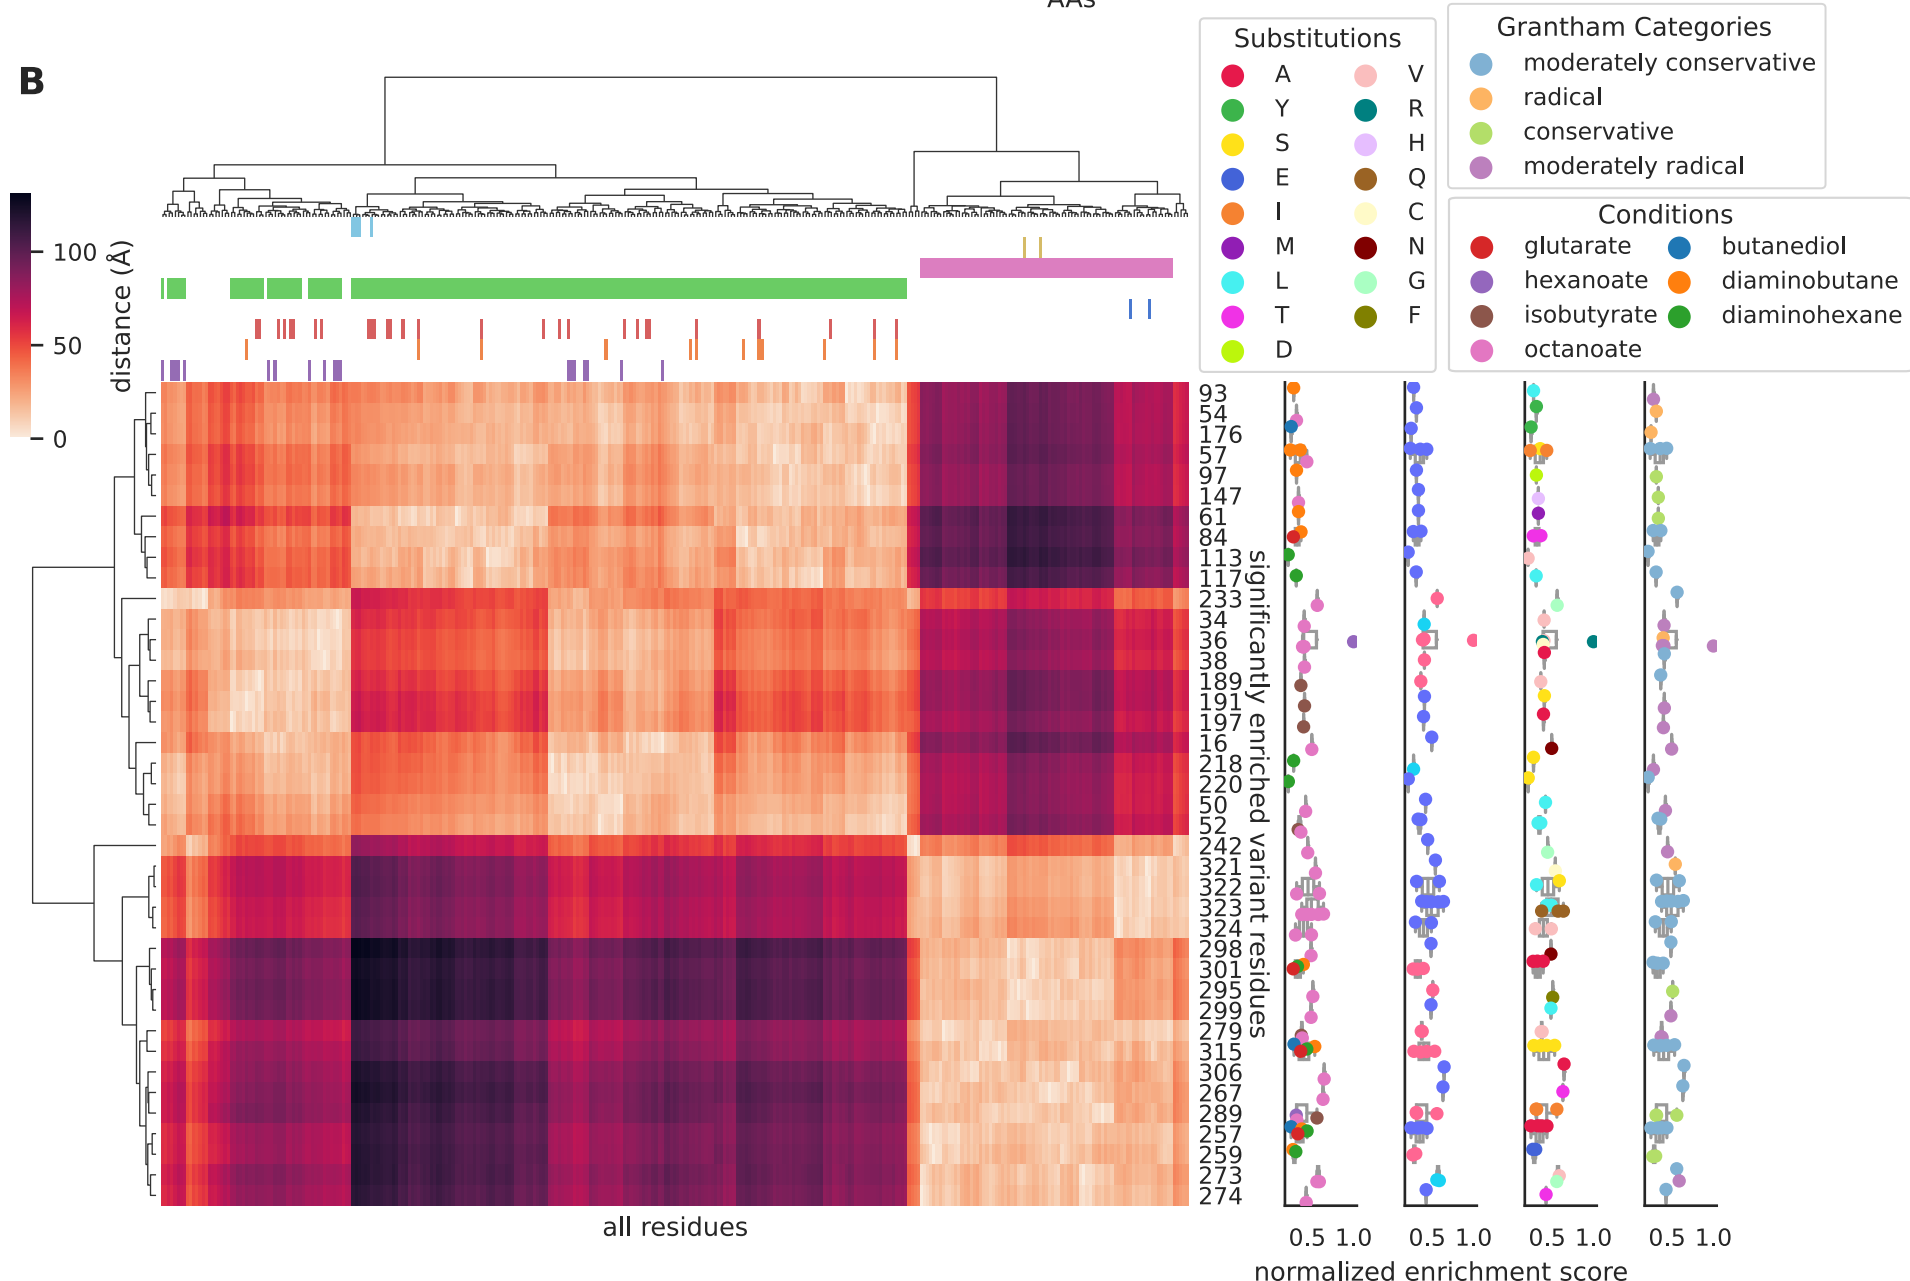 AAs
B
Substitutions
A
Y
S
E
I
M
L
T
D
V
R
H
Q
C
N
G
F
Grantham Categories
moderately conservative
radical
conservative
moderately radical
Conditions
glutarate
hexanoate
isobutyrate
octanoate
butanediol
diaminobutane
diaminohexane
100
50
0
distance (Å)
93
54
176
57
97
147
61
84
113
117
233
34
36
38
189
191
197
16
218
220
50
52
242
321
322
323
324
298
301
295
299
279
315
306
267
289
257
259
273
274
significantly enriched variant residues
all residues
0.5 1.0
0.5 1.0
0.5 1.0
0.5 1.0
normalized enrichment score